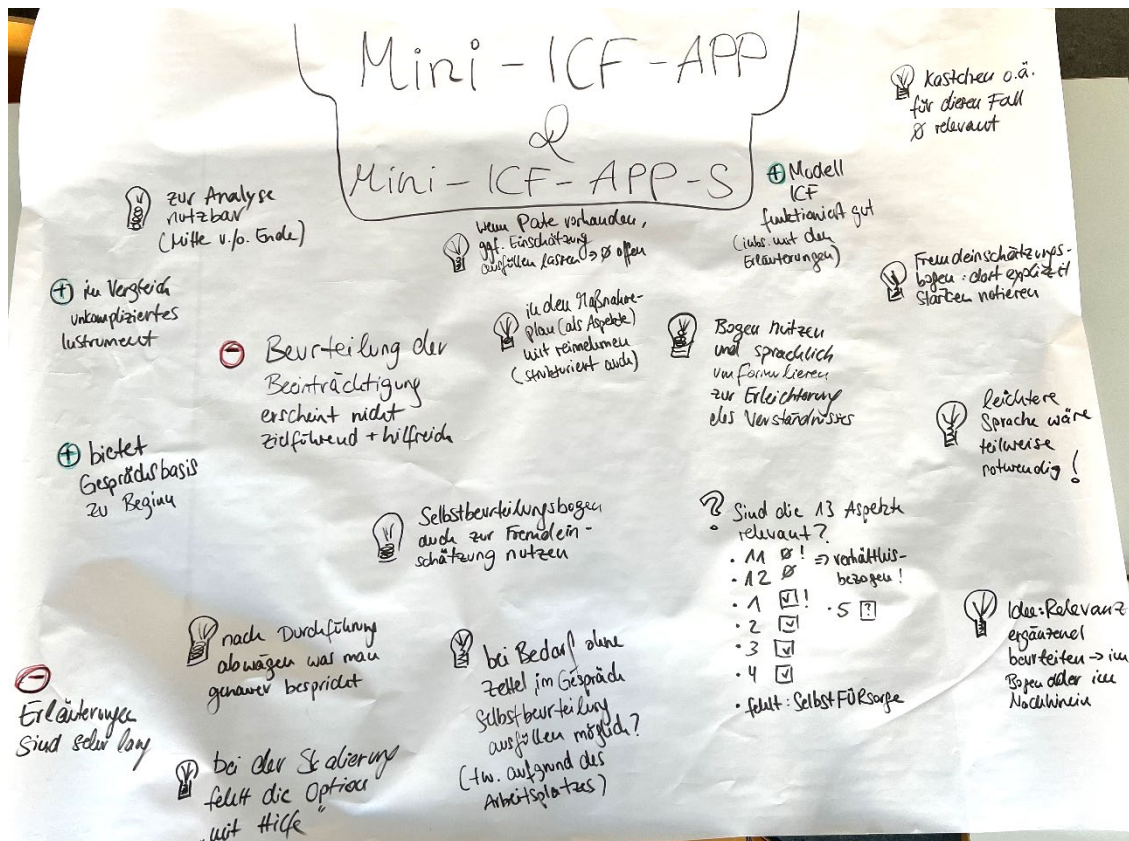 Mini-ICF-APP
&
Mini-ICF-APP-S
Kästchen o.ä.
für diesen Fall
Ø relevant
zur Analyse
nutzbar
(Mitte u./o. Ende)
wenn Pate vorhanden,
ggf. Einschätzung
ausfüllen lassen => Ø offen
+ Modell
ICF
funktioniert gut
(insb. mit den
Erläuterungen)
Fremdeinschätzungs-
bogen: dort explizit
Stärken notieren
+ im Vergleich
unkompliziertes
Instrument
- Beurteilung der
Beeinträchtigung
erscheint nicht
zielführend + hilfreich
in den Maßnahme-
plan (als Aspekte)
mit reinnehmen
(strukturiert auch)
Bogen nutzen
und sprachlich
umformulieren
zur Erleichterung
des Verständnisses
leichtere
Sprache wäre
teilweise
notwendig!
+ bietet
Gesprächsbasis
zu Beginn
Selbstbeurteilungsbogen
auch zur Fremdein-
schätzung nutzen
? Sind die 13 Aspekte
relevant?
• 11 Ø! => verhältnis-
• 12 Ø bezogen!
• 1 ☑! • 5 [?]
• 2 ☑
• 3 ☑
• 4 ☑
• fehlt: SelbstFÜRsorge
Idee: Relevanz
ergänzend
beurteilen → im
Bogen oder im
Nachhinein
nach Durchführung
abwägen was man
genauer bespricht
bei Bedarf ohne
Zettel im Gespräch
Selbstbeurteilung
ausfüllen möglich?
(tw. aufgrund des
Arbeitsplatzes)
- Erläuterungen
sind sehr lang
bei der Skalierung
fehlt die Option
"mit Hilfe"